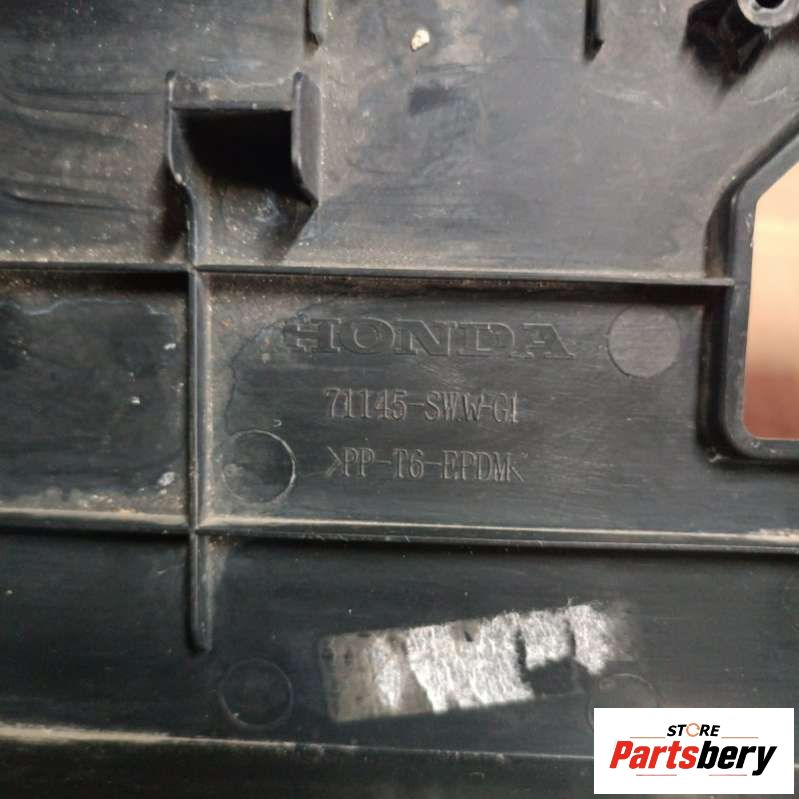 HONDA
71145-SWW-G1
>PP-T6-EPDM<
STORE
Partsbery